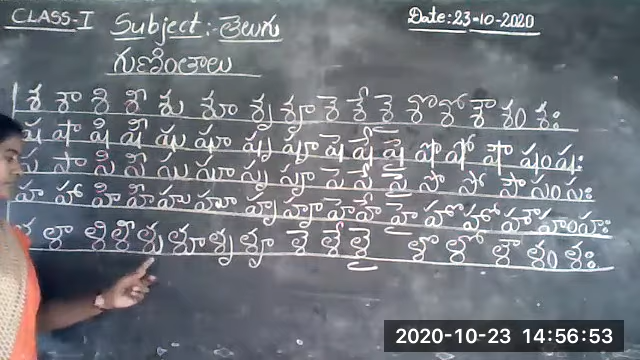 CLASS-I
Subject:- తెలుగు
Date: 23-10-2020
గుణింతాలు
శ శా శి శీ శు శూ శృ శౄ శె శే శై శొ శో శౌ శం శః
ష షా షి షీ షు షూ షృ షౄ షె షే షై షొ షో షౌ షం షః
స సా సి సీ సు సూ సృ సౄ సె సే సై సొ సో సౌ సం సః
హ హా హి హీ హు హూ హృ హౄ హె హే హై హొ హో హౌ హం హః
ళ ళా ళి ళీ ళు ళూ ళృ ళౄ ళె ళే ళై ళొ ళో ళౌ ళం ళః
2020-10-23 14:56:53